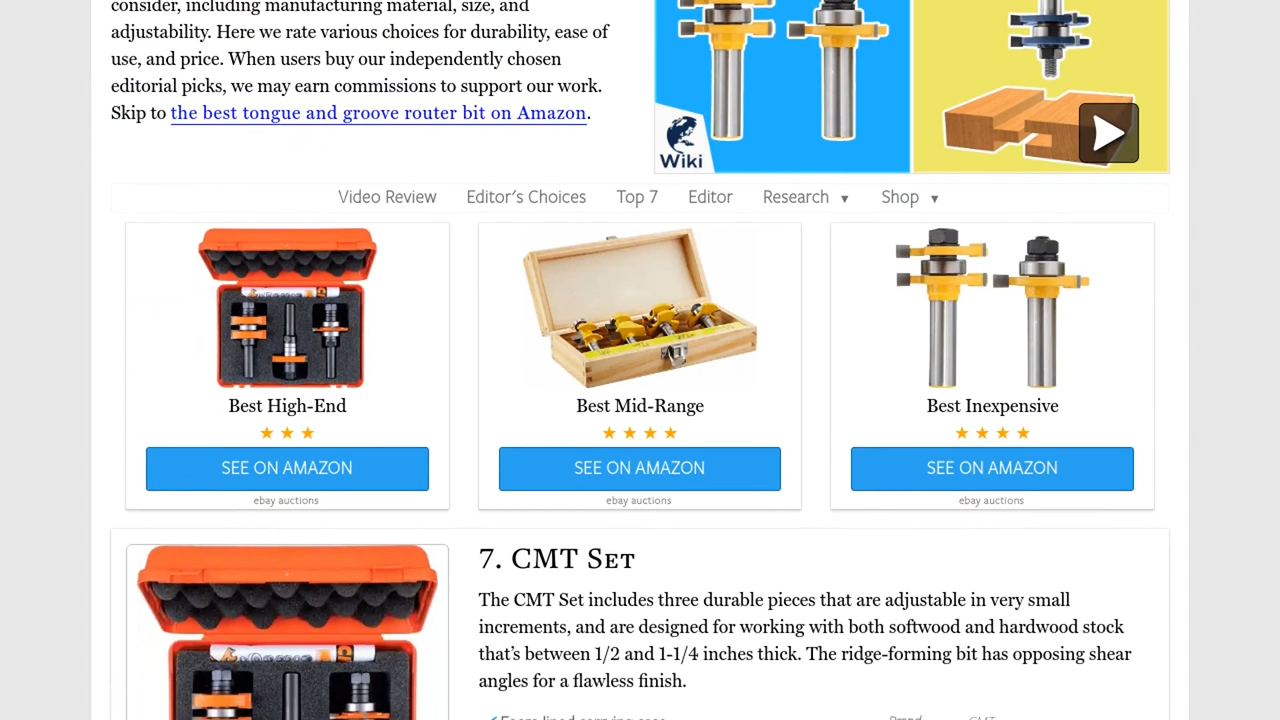 consider, including manufacturing material, size, and
adjustability. Here we rate various choices for durability, ease of
use, and price. When users buy our independently chosen
editorial picks, we may earn commissions to support our work.
Skip to the best tongue and groove router bit on Amazon.
Wiki
Video Review Editor's Choices Top 7 Editor Research ▼ Shop ▼
Best High-End
★ ★ ★
SEE ON AMAZON
ebay auctions
Best Mid-Range
★ ★ ★ ★
SEE ON AMAZON
ebay auctions
Best Inexpensive
★ ★ ★ ★
SEE ON AMAZON
ebay auctions
7. CMT Set
The CMT Set includes three durable pieces that are adjustable in very small
increments, and are designed for working with both softwood and hardwood stock
that's between 1/2 and 1-1/4 inches thick. The ridge-forming bit has opposing shear
angles for a flawless finish.
Brand CMT